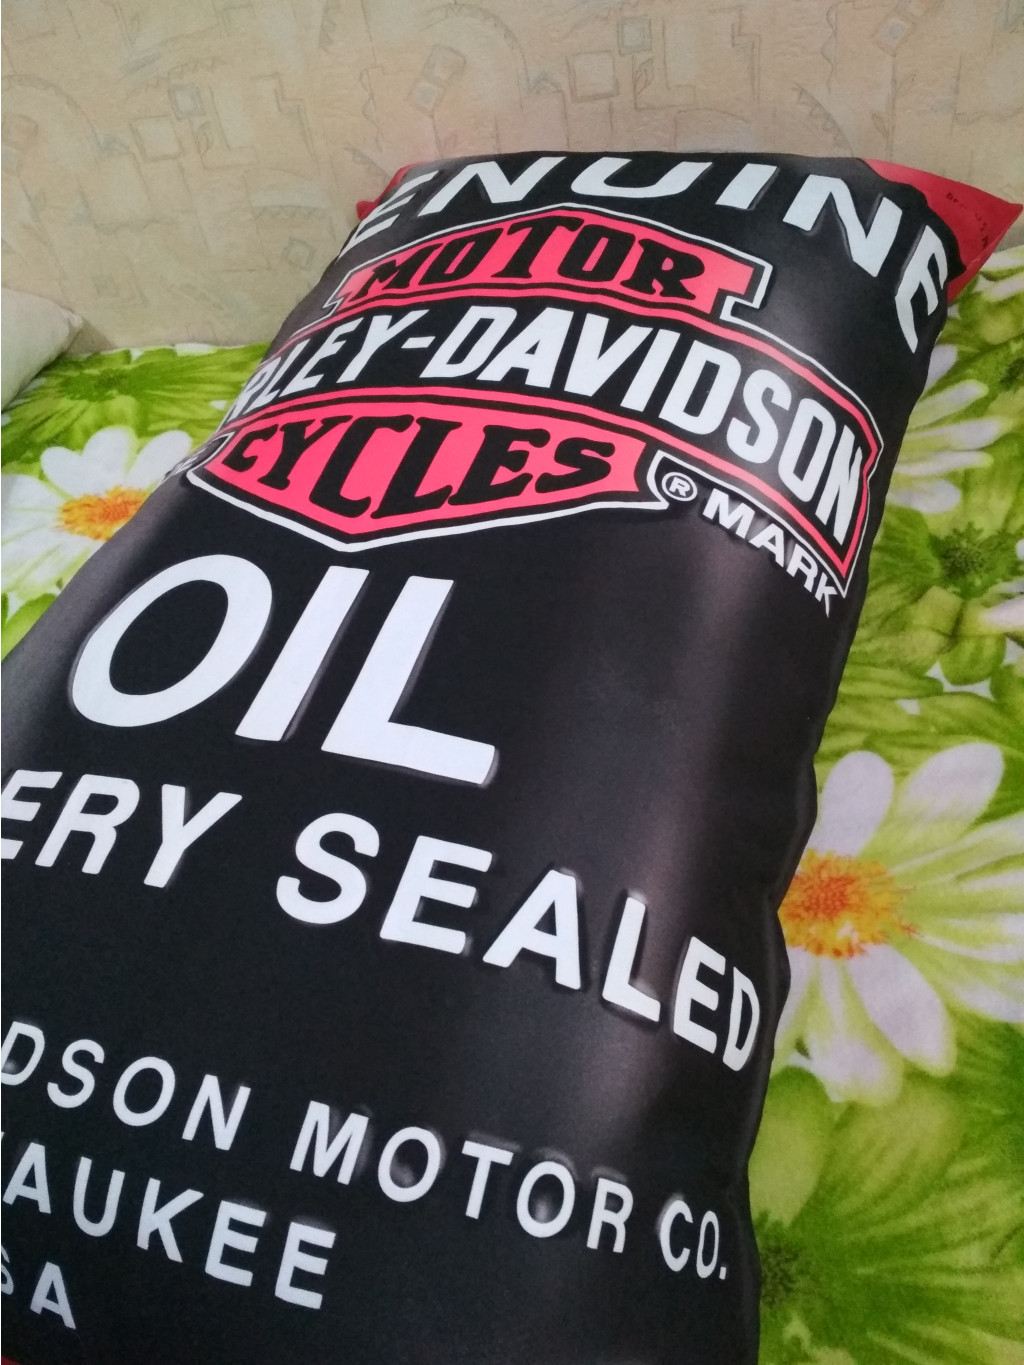 ENUINE
MOTOR
RLEY-DAVIDSON
CYCLES
® MARK
OIL
ERY SEALED
DSON MOTOR CO.
AUKEE
SA